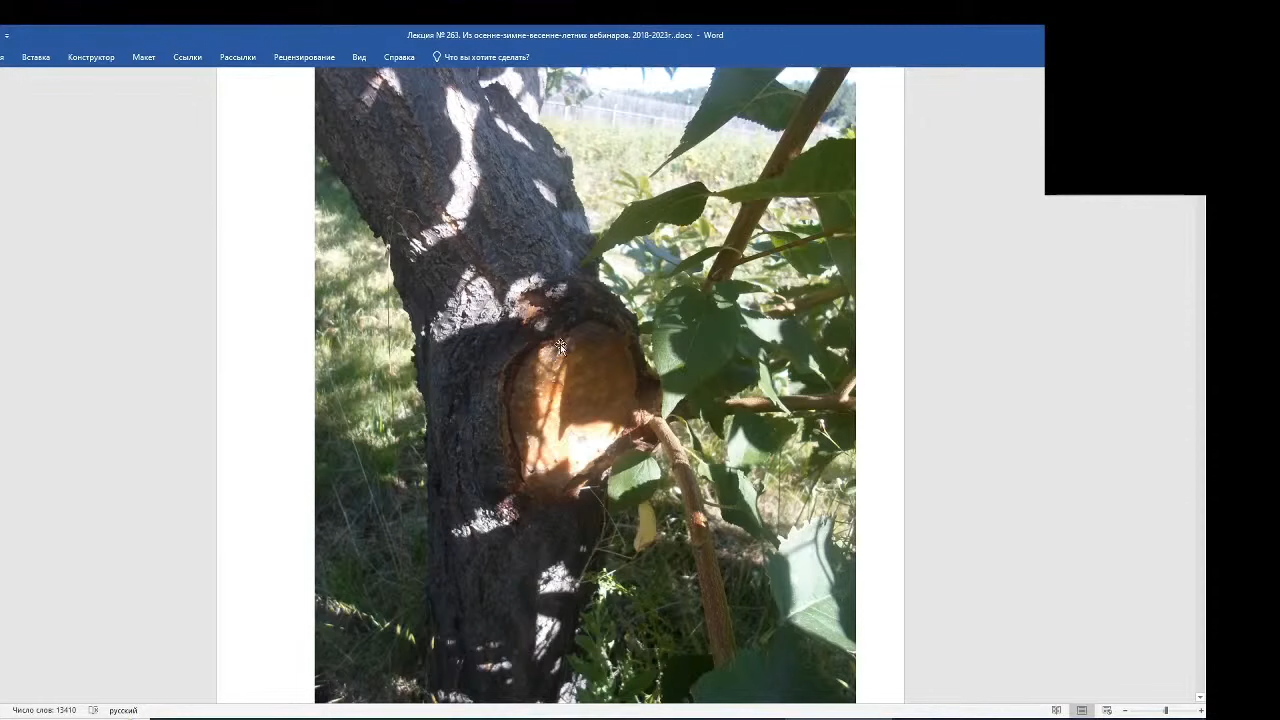 Лекция № 263. Из осенне-зимне-весенне-летних вебинаров. 2018-2023г..docx - Word
я Вставка Конструктор Макет Ссылки Рассылки Рецензирование Вид Справка Что вы хотите сделать?
Число слов: 13410 русский